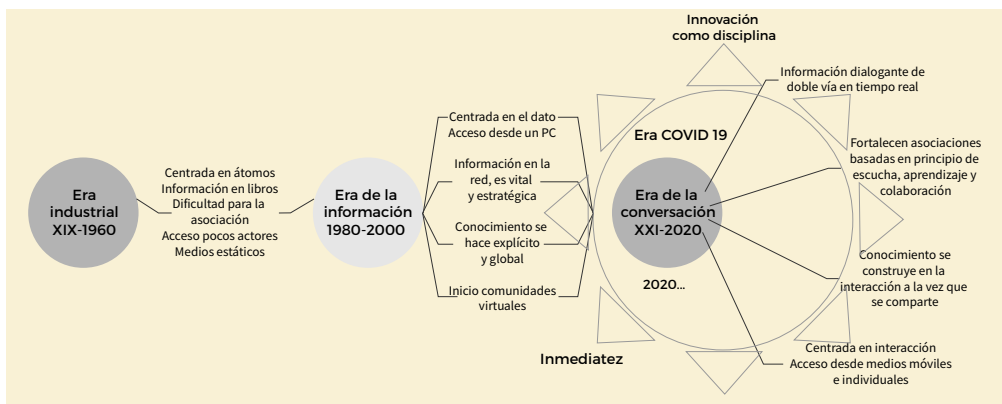 Era
industrial
XIX-1960
Centrada en átomos
Información en libros
Dificultad para la
asociación
Acceso pocos actores
Medios estáticos
Era de la
información
1980-2000
Centrada en el dato
Acceso desde un PC
Información en la
red, es vital
y estratégica
Conocimiento se
hace explícito
y global
Inicio comunidades
virtuales
Innovación
como disciplina
Era COVID 19
Era de la
conversación
XXI-2020
2020...
Inmediatez
Información dialogante de
doble vía en tiempo real
Fortalecen asociaciones
basadas en principio de
escucha, aprendizaje y
colaboración
Conocimiento se
construye en la
interacción a la vez que
se comparte
Centrada en interacción
Acceso desde medios móviles
e individuales